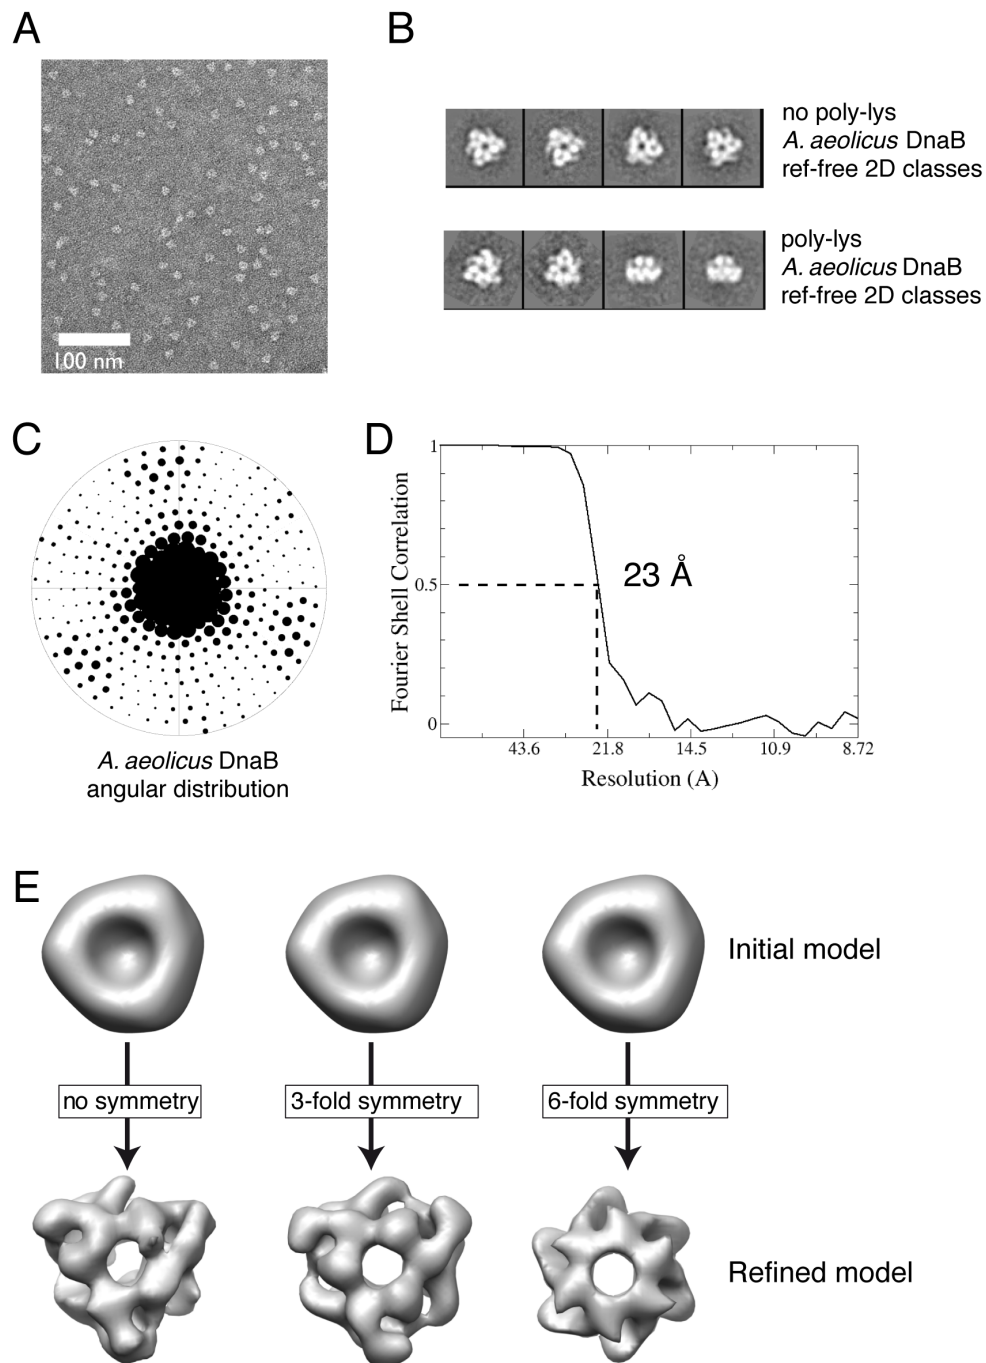 A
100 nm
B
no poly-lys
A. aeolicus DnaB
ref-free 2D classes
poly-lys
A. aeolicus DnaB
ref-free 2D classes
C
A. aeolicus DnaB
angular distribution
D
Fourier Shell Correlation
1
0.5
0
23 Å
43.6
21.8
14.5
10.9
8.72
Resolution (A)
E
Initial model
no symmetry
3-fold symmetry
6-fold symmetry
Refined model